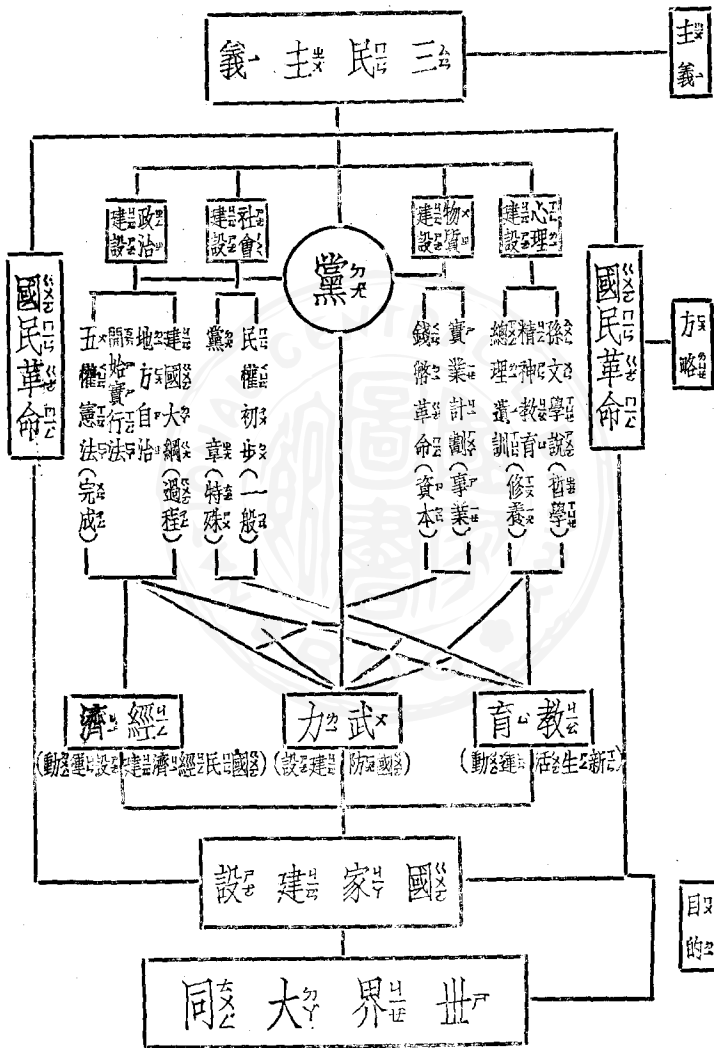 主義
三民主義
方略
國民革命
國民革命
黨
心理建設
物質建設
社會建設
政治建設
孫文學說(哲學)
精神教育(修養)
總理遺訓
實業計劃(事業)
錢幣革命(資本)
民權初步(一般)
黨章(特殊)
建國大綱(過程)
地方自治
開始實行法
五權憲法(完成)
教育
(新生活運動)
武力
(國防建設)
經濟
(國民經濟建設運動)
目的
國家建設
世界大同